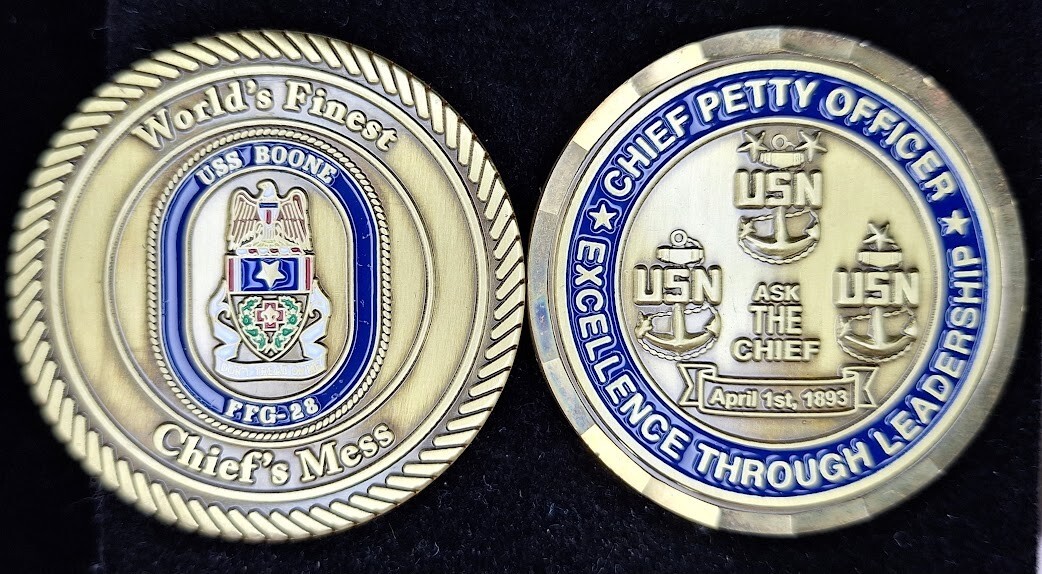 World's Finest
USS BOONE
FFG-28
Chief's Mess
CHIEF PETTY OFFICER
USN
USN
USN
ASK
THE
CHIEF
April 1st, 1893
EXCELLENCE THROUGH LEADERSHIP